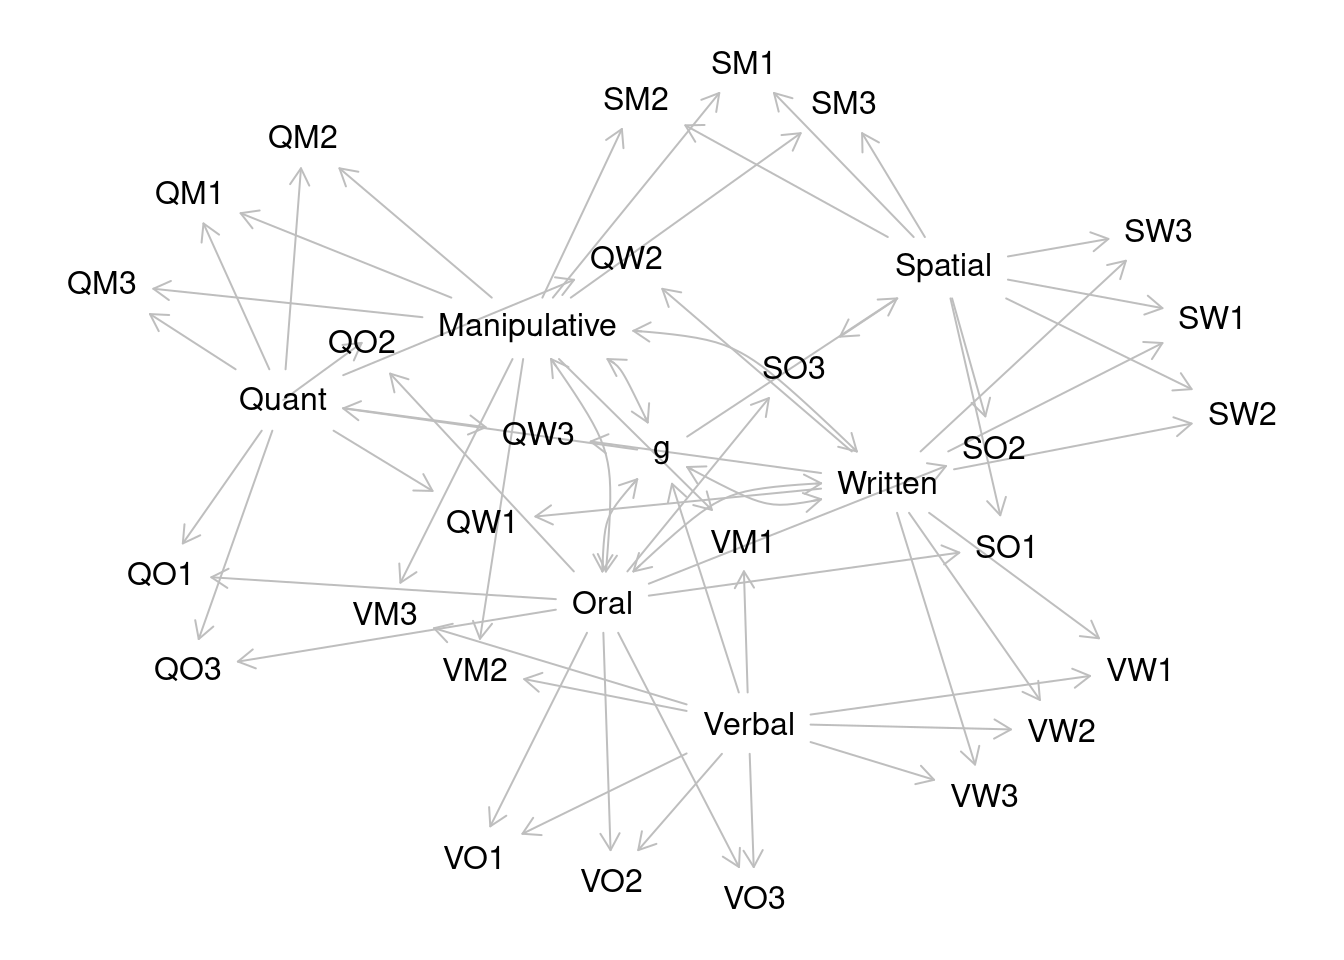 SM1
SM2
SM3
QM2
QM1
SW3
QW2
Spatial
QM3
SW1
Manipulative
QO2
SO3
Quant
SW2
QW3
g
SO2
Written
QW1
VM1
SO1
QO1
Oral
VM3
QO3
VM2
VW1
Verbal
VW2
VW3
VO1
VO2
VO3